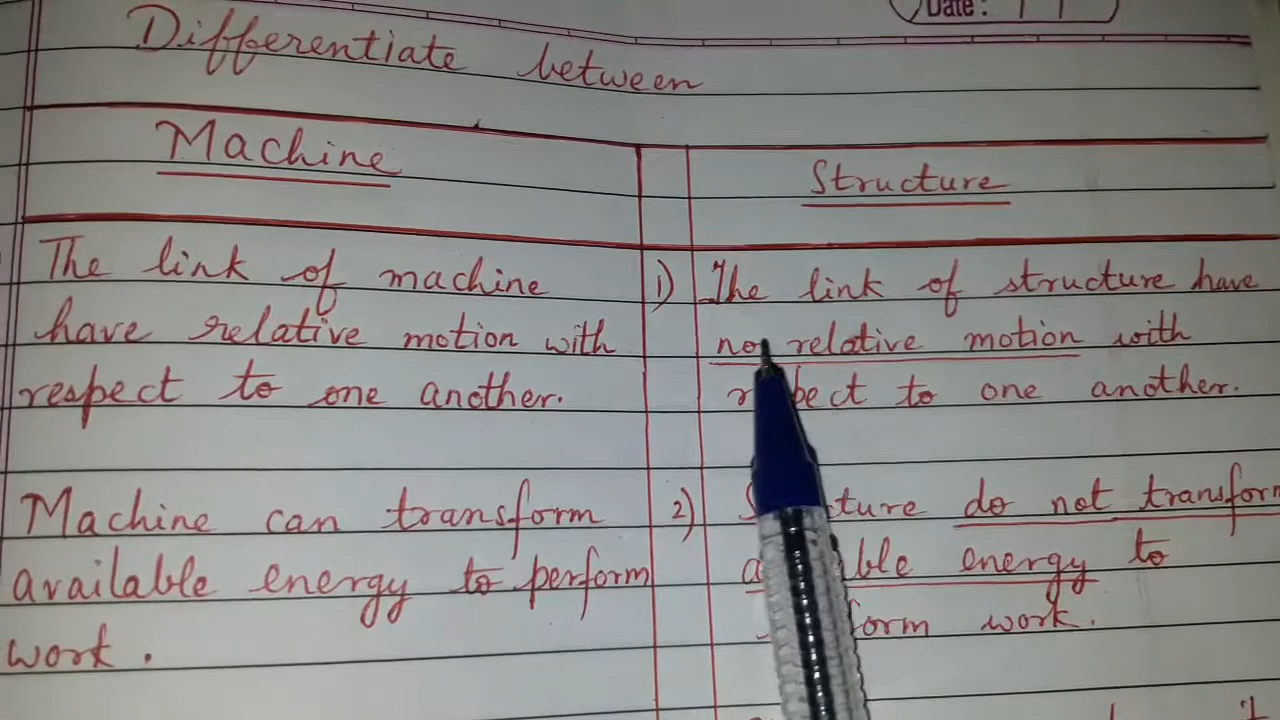 Date :
Differentiate between
Machine
Structure
The link of machine
have relative motion with
respect to one another.
1) The link of structure have
relative motion with
to one another.
Machine can transform
available energy to perform
work.
2) do not transform
energy to
work.